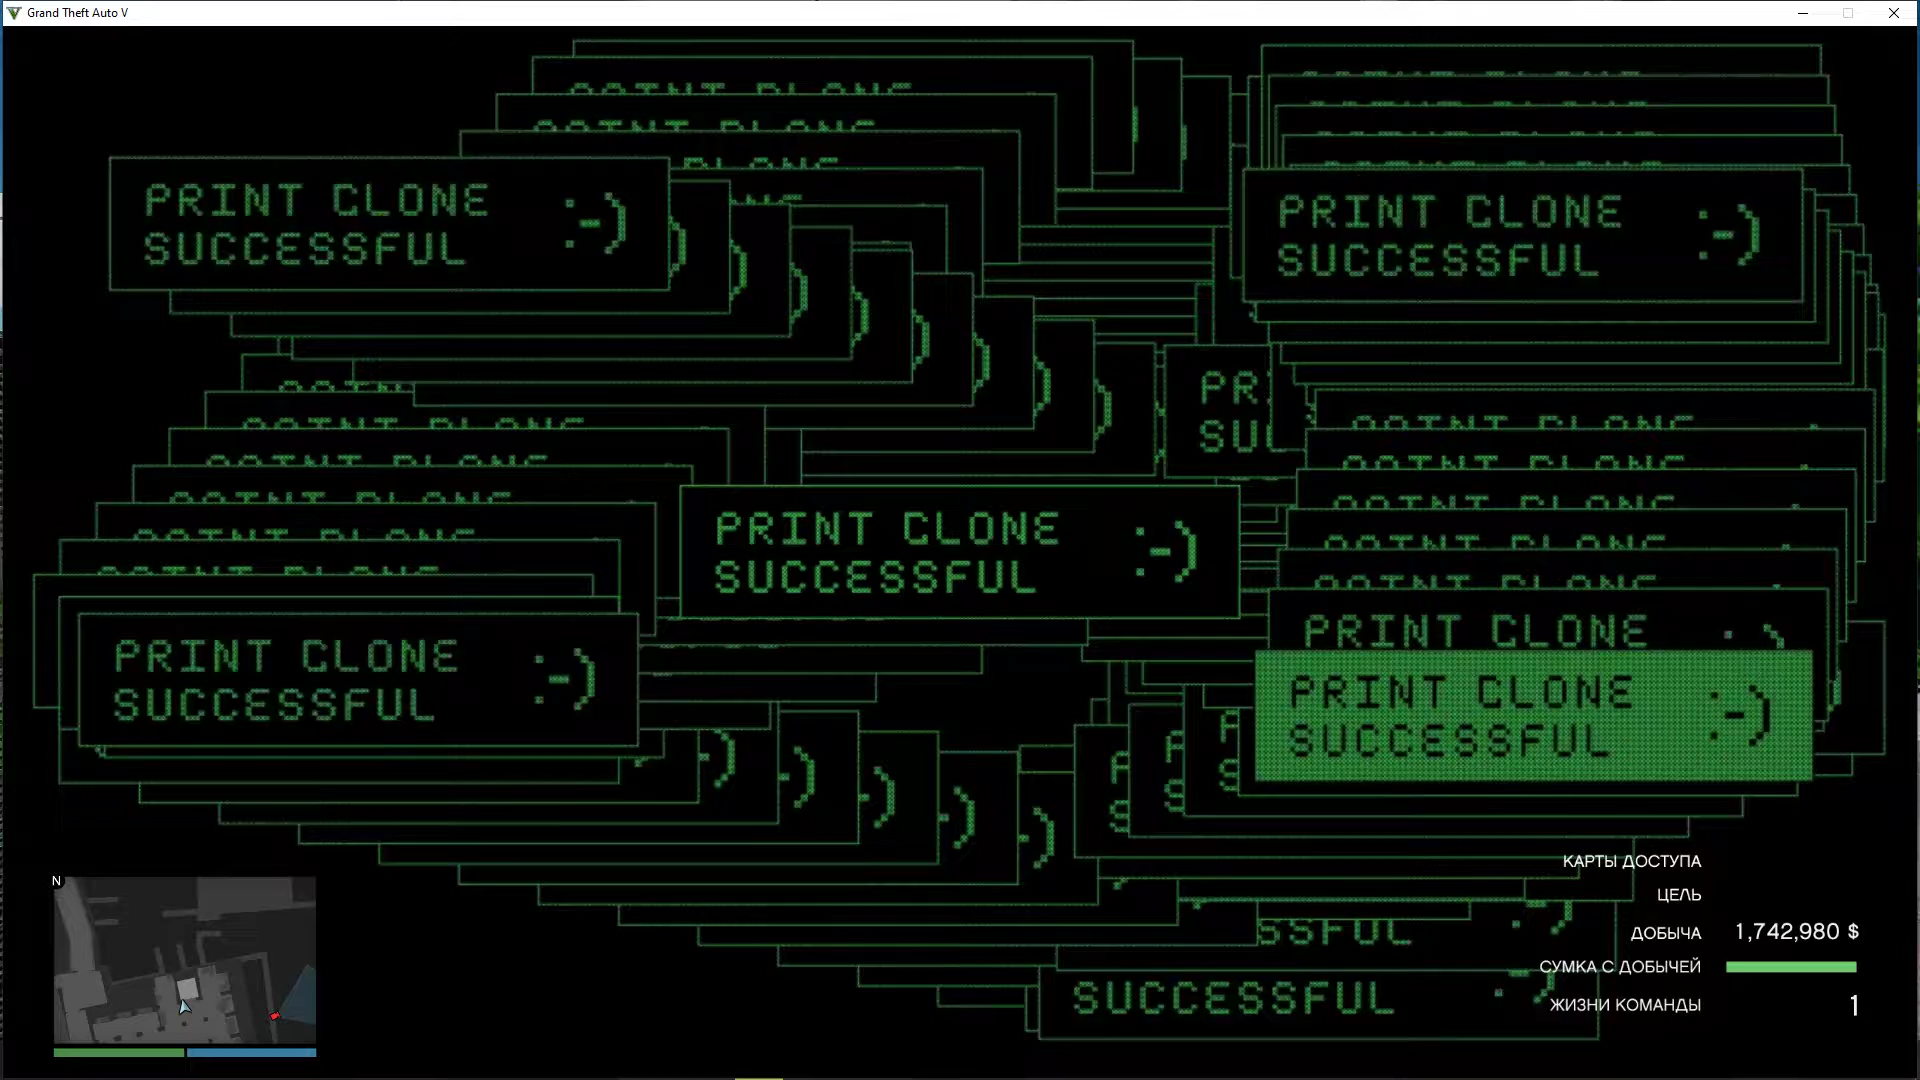 Grand Theft Auto V
PRINT CLONE
SUCCESSFUL
:-)
PRINT CLONE
SUCCESSFUL
:-)
PRINT CLONE
SUCCESSFUL
:-)
PRINT CLONE
SUCCESSFUL
:-)
PRINT CLONE
PRINT CLONE
SUCCESSFUL
:-)
SUCCESSFUL
N
КАРТЫ ДОСТУПА
ЦЕЛЬ
ДОБЫЧА 1,742,980 $
СУМКА С ДОБЫЧЕЙ
ЖИЗНИ КОМАНДЫ 1